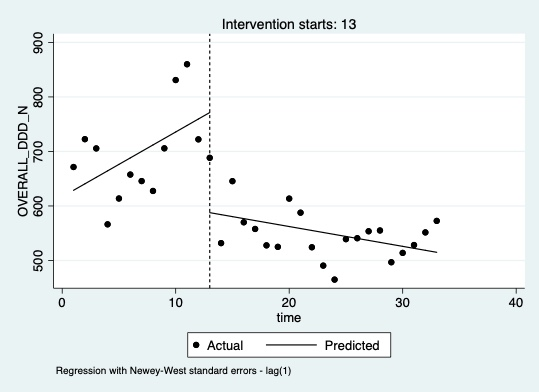 Intervention starts: 13
OVERALL_DDD_N
900
800
700
600
500
0 10 20 30 40
time
Actual Predicted
Regression with Newey-West standard errors - lag(1)